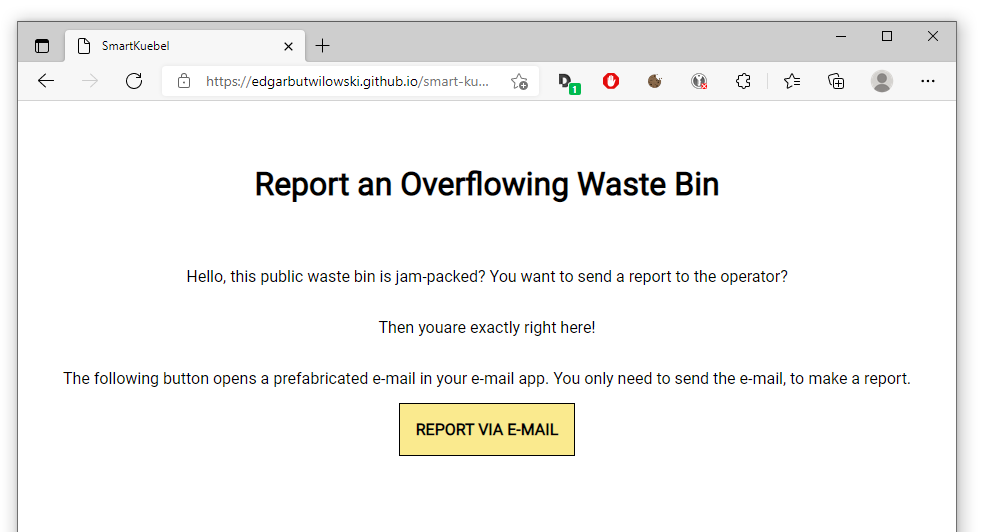 SmartKuebel
https://edgarbutwilowski.github.io/smart-ku...
1
Report an Overflowing Waste Bin
Hello, this public waste bin is jam-packed? You want to send a report to the operator?
Then youare exactly right here!
The following button opens a prefabricated e-mail in your e-mail app. You only need to send the e-mail, to make a report.
REPORT VIA E-MAIL